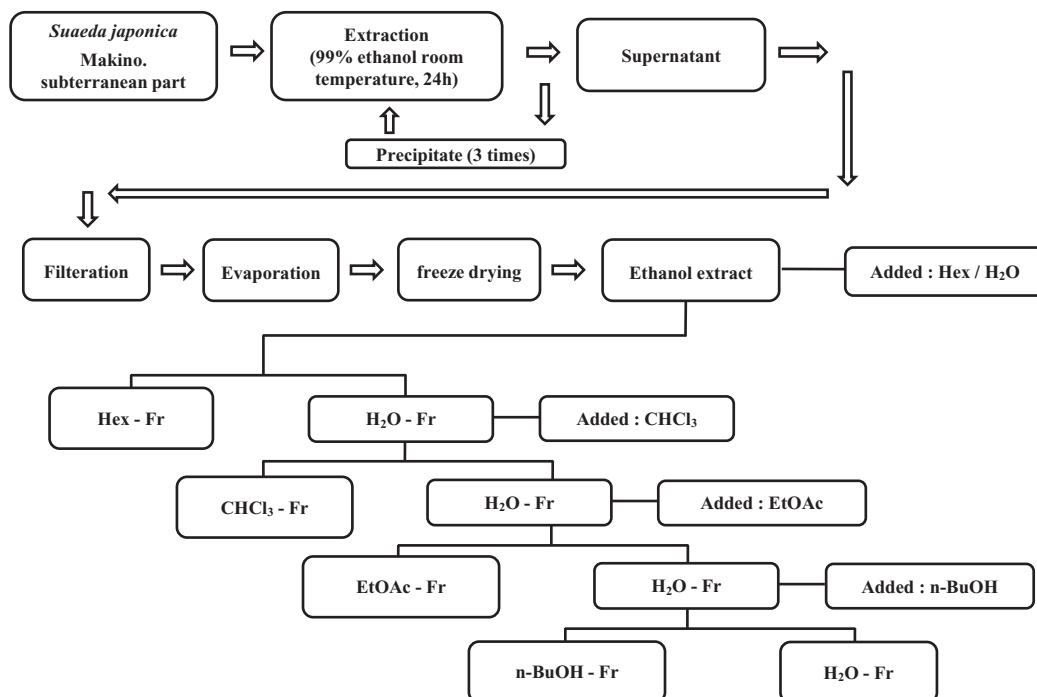 Suaeda japonica
Makino.
subterranean part
Extraction
(99% ethanol room
temperature, 24h)
Supernatant
Precipitate (3 times)
Filteration
Evaporation
freeze drying
Ethanol extract
Added : Hex / H₂O
Hex - Fr
H₂O - Fr
Added : CHCl₃
CHCl₃ - Fr
H₂O - Fr
Added : EtOAc
EtOAc - Fr
H₂O - Fr
Added : n-BuOH
n-BuOH - Fr
H₂O - Fr